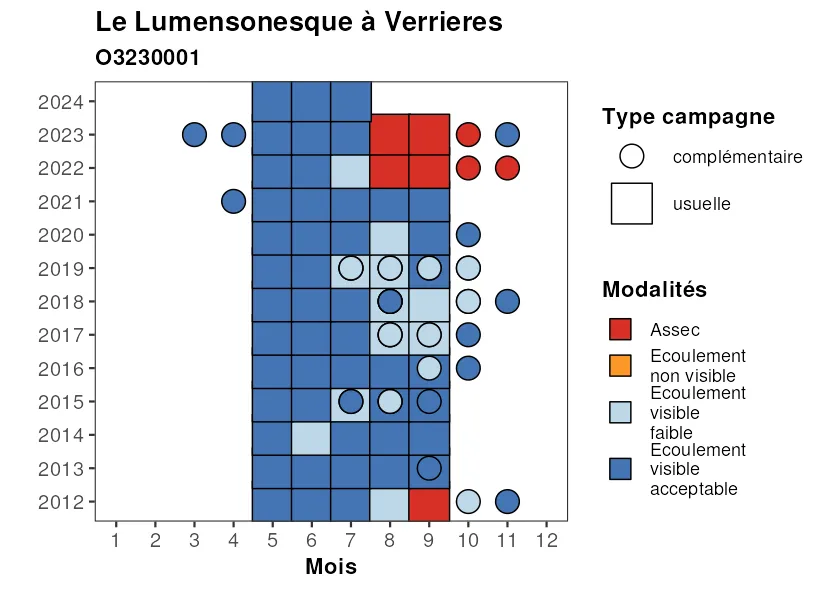 Le Lumensonesque à Verrieres
O3230001
2024
2023
2022
2021
2020
2019
2018
2017
2016
2015
2014
2013
2012
1 2 3 4 5 6 7 8 9 10 11 12
Mois
Type campagne
complémentaire
usuelle
Modalités
Assec
Ecoulement
non visible
Ecoulement
visible
faible
Ecoulement
visible
acceptable